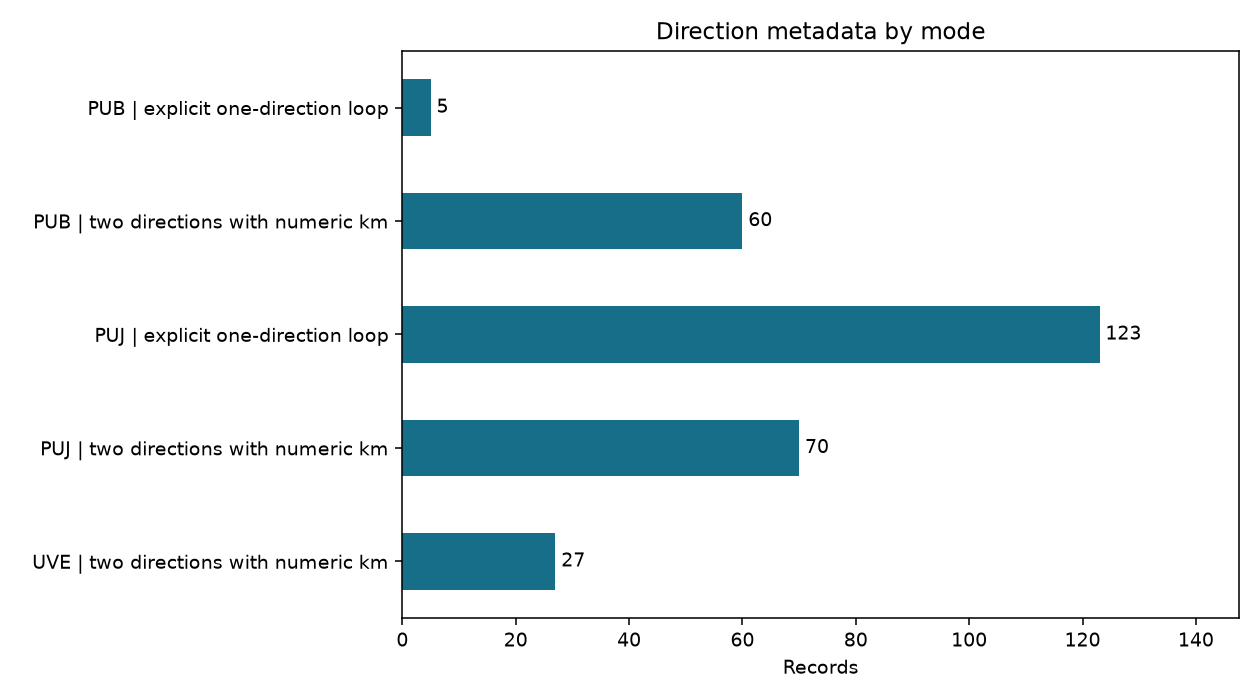 Direction metadata by mode
PUB | explicit one-direction loop
5
PUB | two directions with numeric km
60
PUJ | explicit one-direction loop
123
PUJ | two directions with numeric km
70
UVE | two directions with numeric km
27
0 20 40 60 80 100 120 140
Records